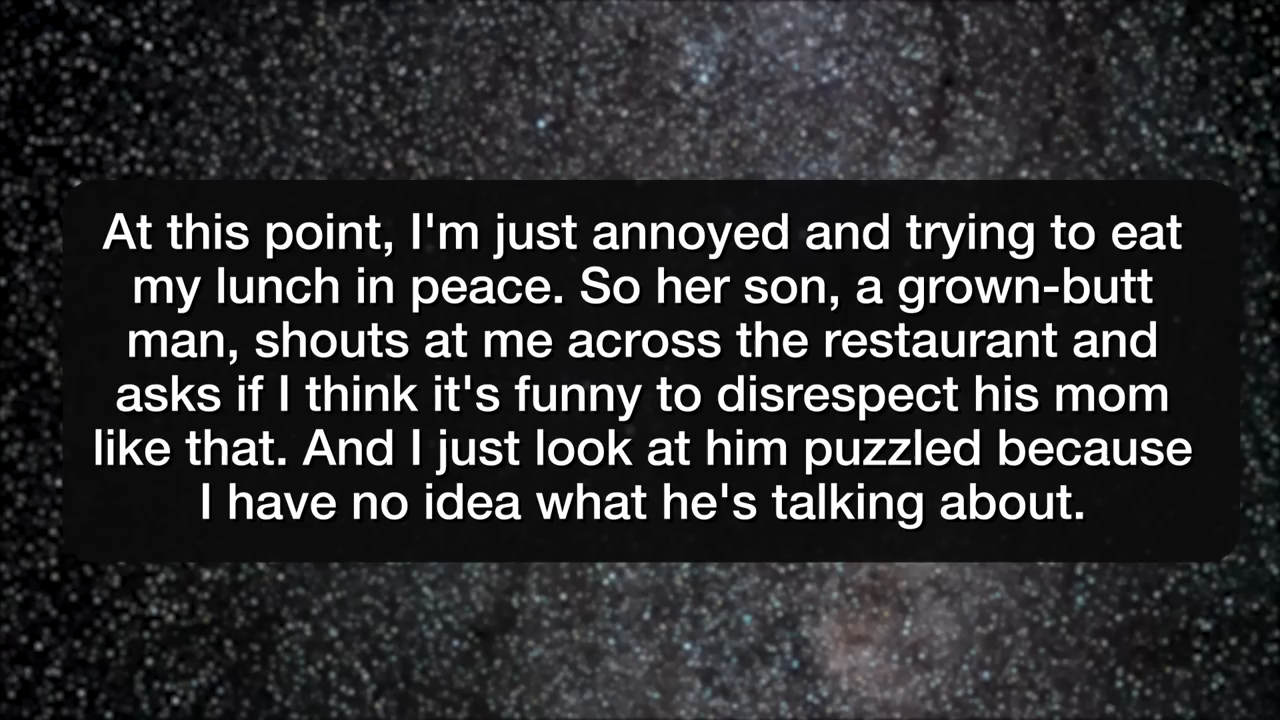 At this point, I'm just annoyed and trying to eat
my lunch in peace. So her son, a grown-butt
man, shouts at me across the restaurant and
asks if I think it's funny to disrespect his mom
like that. And I just look at him puzzled because
I have no idea what he's talking about.